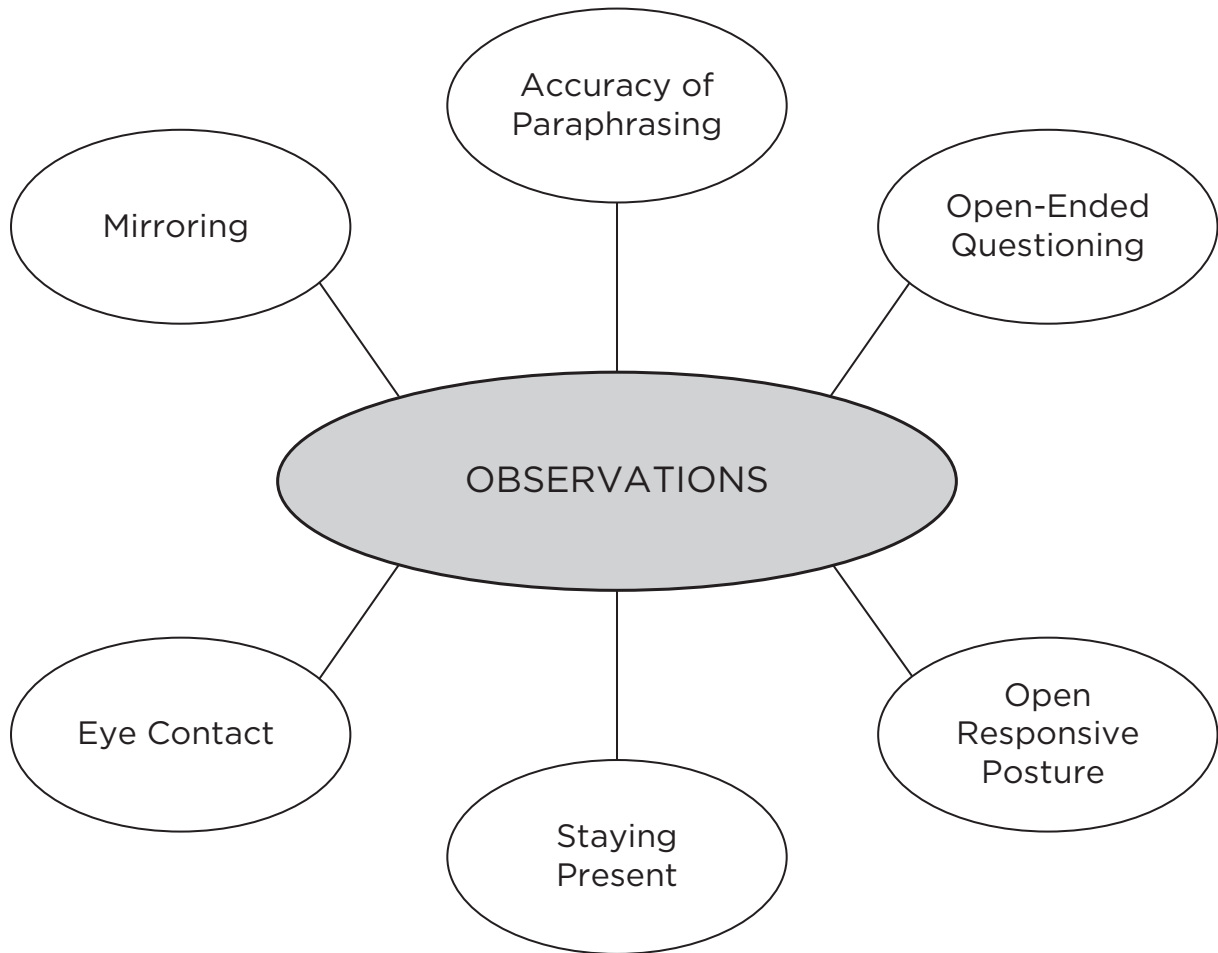 Accuracy of
Paraphrasing
Mirroring
Open-Ended
Questioning
OBSERVATIONS
Eye Contact
Open
Responsive
Posture
Staying
Present